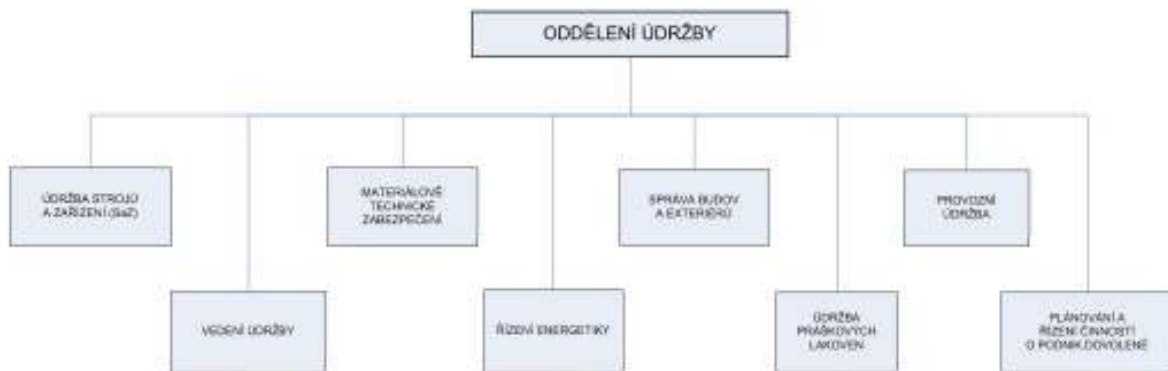 ODDĚLENÍ ÚDRŽBY
ÚDRŽBA STROJŮ
A ZAŘÍZENÍ (SaZ)
MATERIÁLOVĚ
TECHNICKÉ
ZABEZPEČENÍ
SPRÁVA BUDOV
A EXTERIÉRŮ
PROVOZNÍ
ÚDRŽBA
VEDENÍ ÚDRŽBY
ŘÍZENÍ ENERGETIKY
ÚDRŽBA
PRÁŠKOVÝCH
LAKOVEN
PLÁNOVÁNÍ A
ŘÍZENÍ ČINNOSTÍ
O PODNIK.DOVOLENÉ